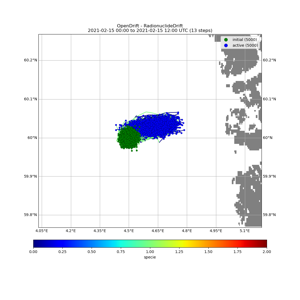 OpenDrift - RadionuclideDrift
2021-02-15 00:00 to 2021-02-15 12:00 UTC (13 steps)
initial (5000)
active (5000)
60.2°N 60.2°N
60.1°N 60.1°N
60°N 60°N
59.9°N 59.9°N
59.8°N 59.8°N
4.05°E 4.2°E 4.35°E 4.5°E 4.65°E 4.8°E 4.95°E 5.1°E
0.00 0.25 0.50 0.75 1.00 1.25 1.50 1.75 2.00
specie